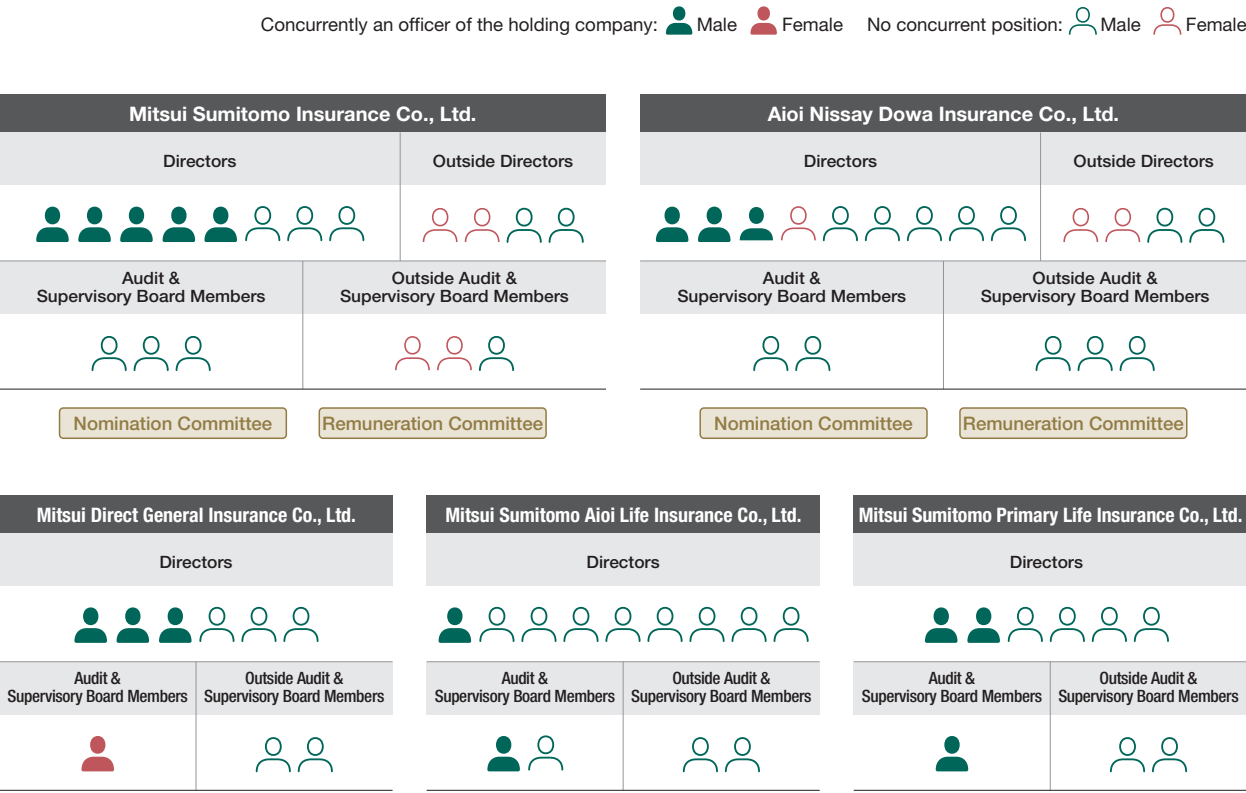 Concurrently an officer of the holding company: Male Female No concurrent position: Male Female
Mitsui Sumitomo Insurance Co., Ltd.
Directors
Outside Directors
Audit &
Supervisory Board Members
Outside Audit &
Supervisory Board Members
Nomination Committee
Remuneration Committee
Aioi Nissay Dowa Insurance Co., Ltd.
Directors
Outside Directors
Audit &
Supervisory Board Members
Outside Audit &
Supervisory Board Members
Nomination Committee
Remuneration Committee
Mitsui Direct General Insurance Co., Ltd.
Directors
Audit &
Supervisory Board Members
Outside Audit &
Supervisory Board Members
Mitsui Sumitomo Aioi Life Insurance Co., Ltd.
Directors
Audit &
Supervisory Board Members
Outside Audit &
Supervisory Board Members
Mitsui Sumitomo Primary Life Insurance Co., Ltd.
Directors
Audit &
Supervisory Board Members
Outside Audit &
Supervisory Board Members